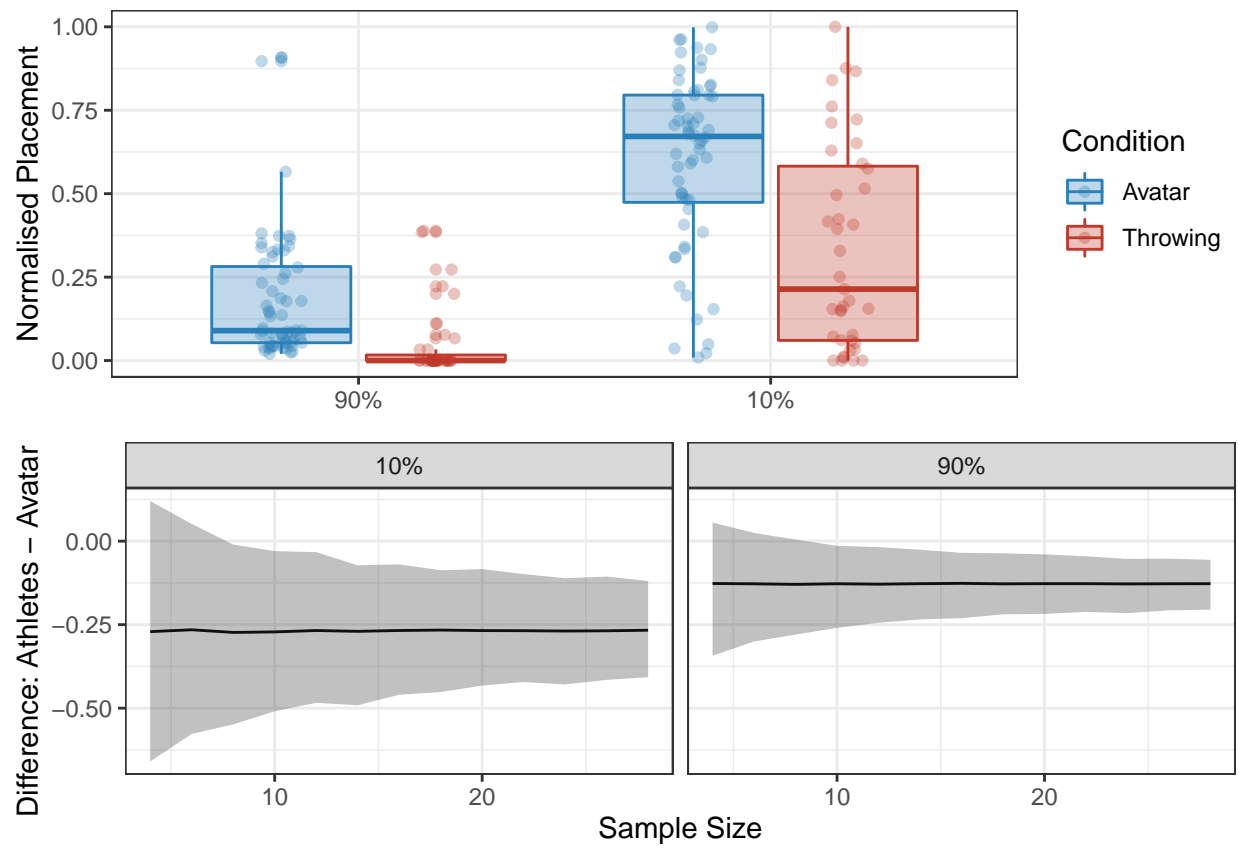 Normalised Placement
1.00
0.75
0.50
0.25
0.00
90%
10%
Condition
Avatar
Throwing
Difference: Athletes − Avatar
10%
90%
0.00
−0.25
−0.50
10
20
10
20
Sample Size